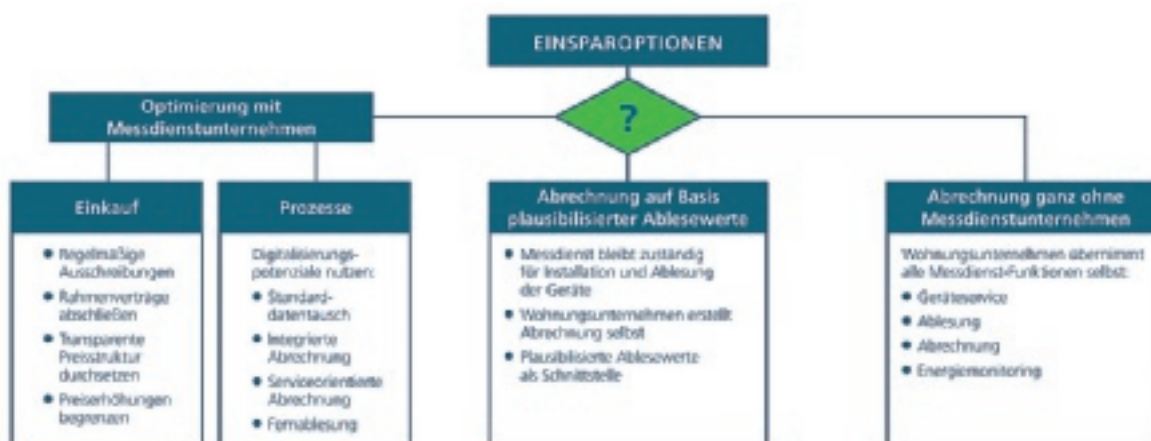 EINSPAROPTIONEN
?
Optimierung mit
Messdienstunternehmen
Einkauf
• Regelmäßige
Ausschreibungen
• Rahmenverträge
abschließen
• Transparente
Preisstruktur
durchsetzen
• Preiserhöhungen
begrenzen
Prozesse
Digitalisierungs-
potenziale nutzen:
• Standard-
datentausch
• Integrierte
Abrechnung
• Serviceorientierte
Abrechnung
• Fernablesung
Abrechnung auf Basis
plausibilisierter Ablesewerte
• Messdienst bleibt zuständig
für Installation und Ablesung
der Geräte
• Wohnungsunternehmen erstellt
Abrechnung selbst
• Plausibilisierte Ablesewerte
als Schnittstelle
Abrechnung ganz ohne
Messdienstunternehmen
Wohnungsunternehmen übernimmt
alle Messdienst-Funktionen selbst:
• Geräteservice
• Ablesung
• Abrechnung
• Energiemonitoring